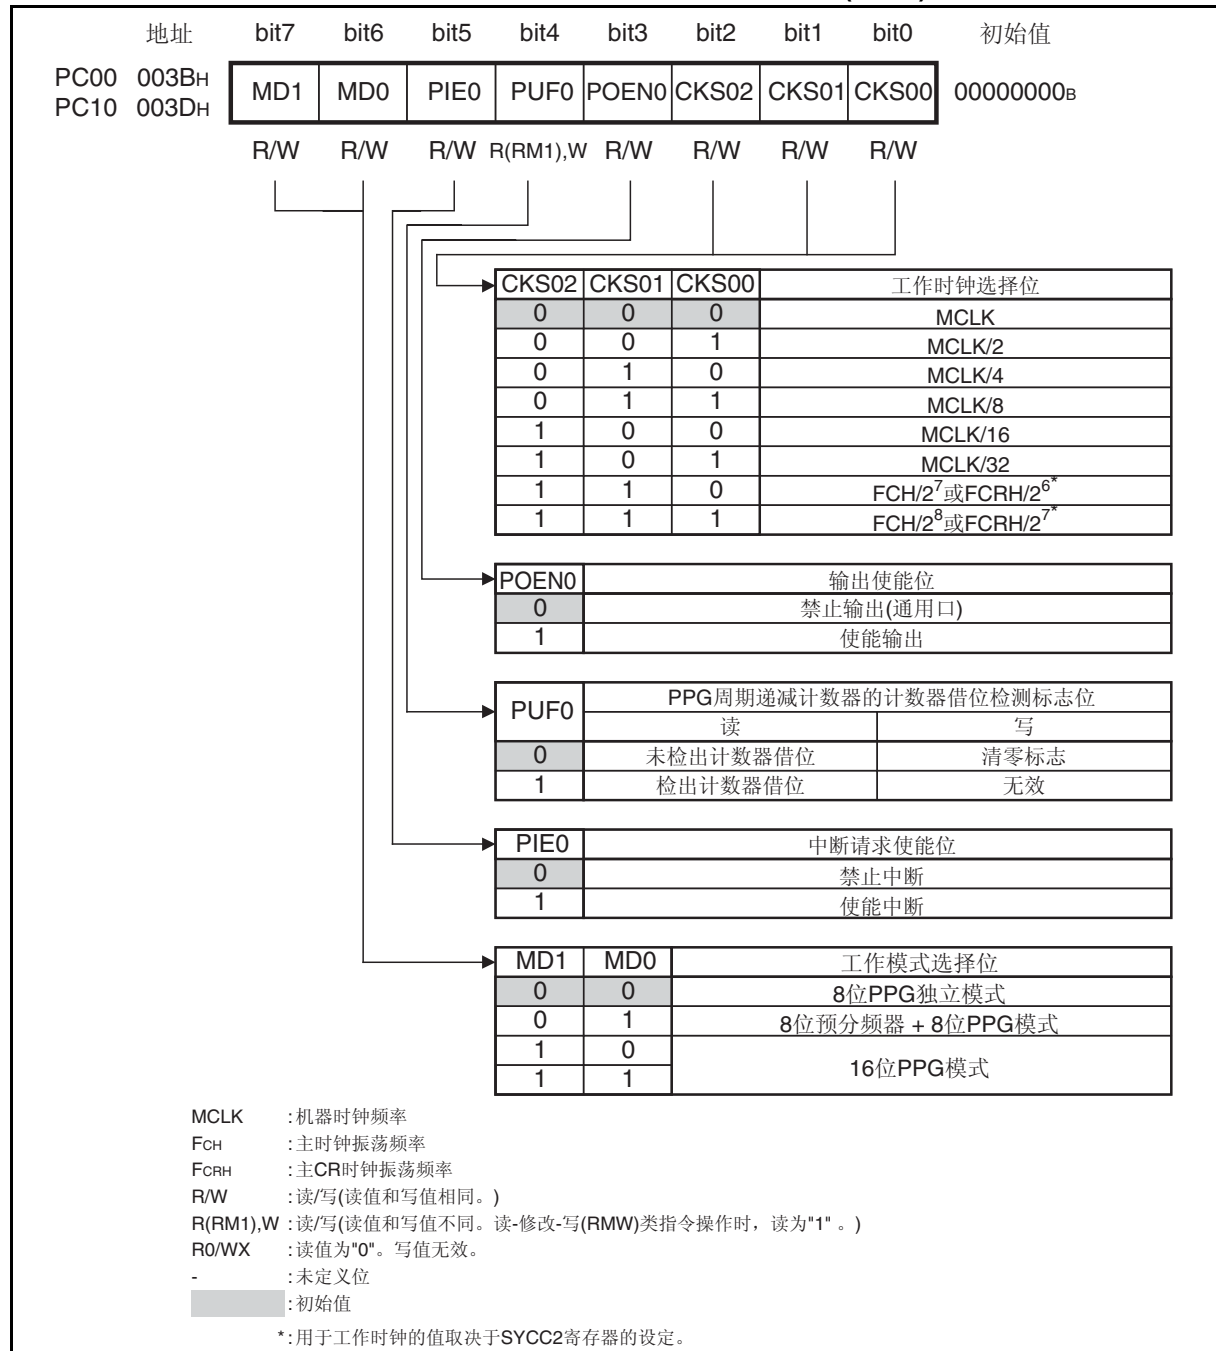 地址 bit7 bit6 bit5 bit4 bit3 bit2 bit1 bit0 初始值
PC00 003BH
PC10 003DH
MD1 MD0 PIE0 PUF0 POEN0 CKS02 CKS01 CKS00 00000000B
R/W R/W R/W R(RM1),W R/W R/W R/W R/W
CKS02 CKS01 CKS00 工作时钟选择位
0 0 0 MCLK
0 0 1 MCLK/2
0 1 0 MCLK/4
0 1 1 MCLK/8
1 0 0 MCLK/16
1 0 1 MCLK/32
1 1 0 FCH/2⁷或FCRH/2⁶*
1 1 1 FCH/2⁸或FCRH/2⁷*
POEN0 输出使能位
0 禁止输出(通用口)
1 使能输出
PUF0 PPG周期递减计数器的计数器借位检测标志位
读 写
0 未检出计数器借位 清零标志
1 检出计数器借位 无效
PIE0 中断请求使能位
0 禁止中断
1 使能中断
MD1 MD0 工作模式选择位
0 0 8位PPG独立模式
0 1 8位预分频器 + 8位PPG模式
1 0 16位PPG模式
1 1
MCLK :机器时钟频率
FCH :主时钟振荡频率
FCRH :主CR时钟振荡频率
R/W :读/写(读值和写值相同。)
R(RM1),W :读/写(读值和写值不同。读-修改-写(RMW)类指令操作时，读为"1" 。)
R0/WX :读值为"0"。写值无效。
- :未定义位
:初始值
*:用于工作时钟的值取决于SYCC2寄存器的设定。